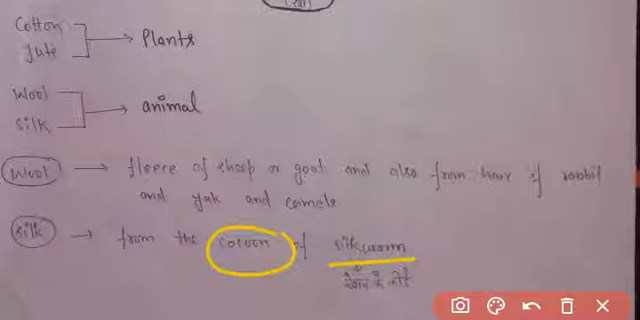 Cotton
Jute
Plants
Wool
Silk
animal
Wool → fleece of sheep or goat and also from hair of rabbit
and yak and camels
Silk → from the cocoon of silkworm